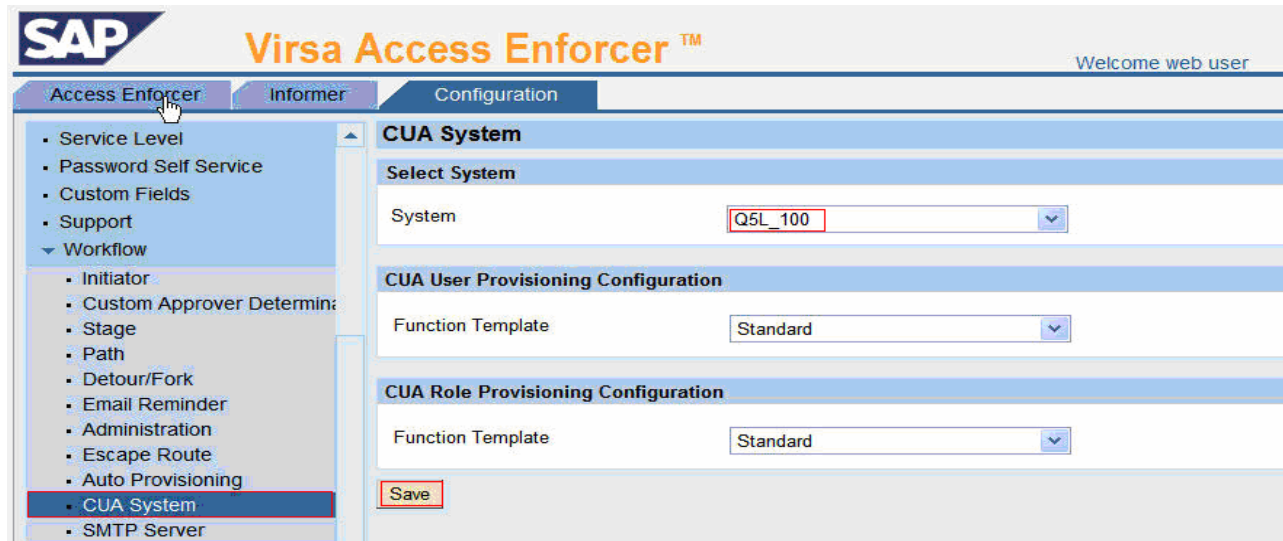 SAP
Virsa Access Enforcer ™
Welcome web user
Access Enforcer
Informer
Configuration
Service Level
Password Self Service
Custom Fields
Support
Workflow
Initiator
Custom Approver Determina
Stage
Path
Detour/Fork
Email Reminder
Administration
Escape Route
Auto Provisioning
CUA System
SMTP Server
CUA System
Select System
System Q5L_100
CUA User Provisioning Configuration
Function Template Standard
CUA Role Provisioning Configuration
Function Template Standard
Save